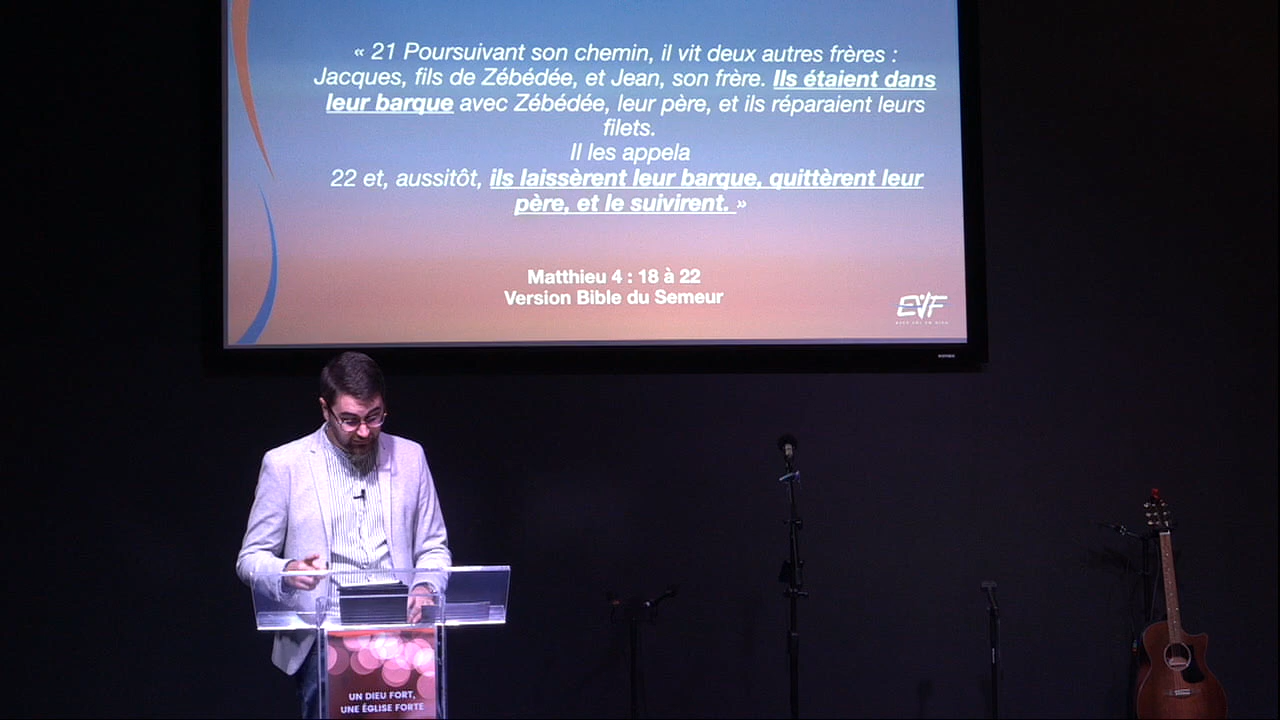 « 21 Poursuivant son chemin, il vit deux autres frères :
Jacques, fils de Zébédée, et Jean, son frère. Ils étaient dans
leur barque avec Zébédée, leur père, et ils réparaient leurs
filets.
Il les appela
22 et, aussitôt, ils laissèrent leur barque, quittèrent leur
père, et le suivirent. »
Matthieu 4 : 18 à 22
Version Bible du Semeur
EVF
UN DIEU FORT,
UNE ÉGLISE FORTE